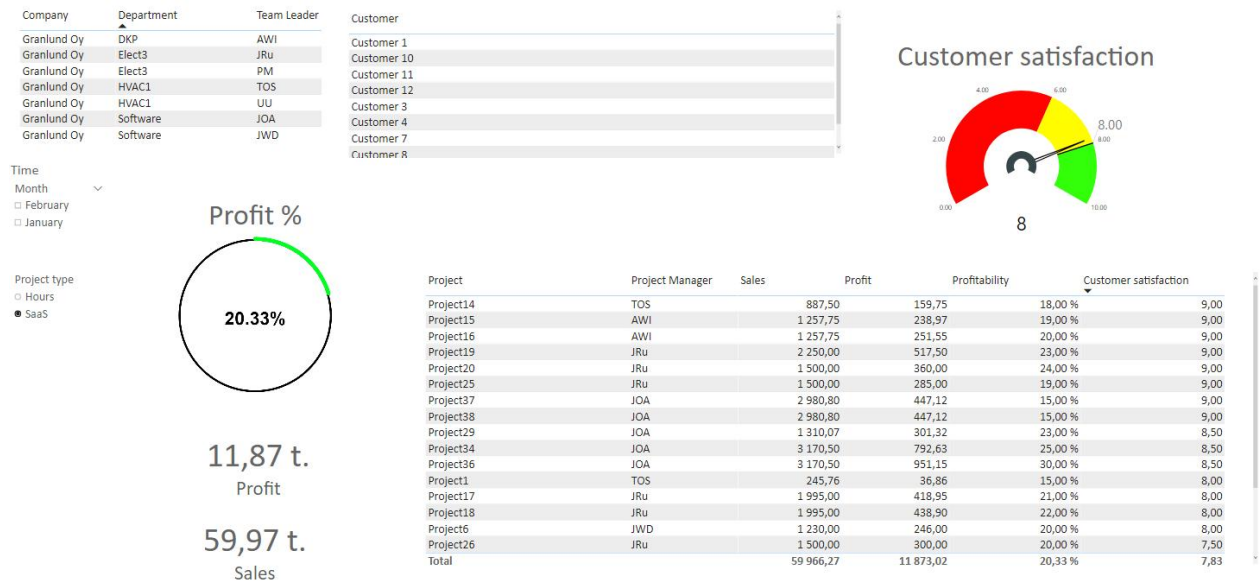 Company Department Team Leader
Granlund Oy DKP AWI
Granlund Oy Elect3 JRu
Granlund Oy Elect3 PM
Granlund Oy HVAC1 TOS
Granlund Oy HVAC1 UU
Granlund Oy Software JOA
Granlund Oy Software JWD
Customer
Customer 1
Customer 10
Customer 11
Customer 12
Customer 3
Customer 4
Customer 7
Customer 8
Customer satisfaction
4.00 6.00
8.00
2.00 8.00
0.00 10.00
8
Time
Month
February
January
Project type
Hours
SaaS
Profit %
20.33%
11,87 t.
Profit
59,97 t.
Sales
Project Project Manager Sales Profit Profitability Customer satisfaction
Project14 TOS 887,50 159,75 18,00 % 9,00
Project15 AWI 1 257,75 238,97 19,00 % 9,00
Project16 AWI 1 257,75 251,55 20,00 % 9,00
Project19 JRu 2 250,00 517,50 23,00 % 9,00
Project20 JRu 1 500,00 360,00 24,00 % 9,00
Project25 JRu 1 500,00 285,00 19,00 % 9,00
Project37 JOA 2 980,80 447,12 15,00 % 9,00
Project38 JOA 2 980,80 447,12 15,00 % 9,00
Project29 JOA 1 310,07 301,32 23,00 % 8,50
Project34 JOA 3 170,50 792,63 25,00 % 8,50
Project36 JOA 3 170,50 951,15 30,00 % 8,50
Project1 TOS 245,76 36,86 15,00 % 8,00
Project17 JRu 1 995,00 418,95 21,00 % 8,00
Project18 JRu 1 995,00 438,90 22,00 % 8,00
Project6 JWD 1 230,00 246,00 20,00 % 8,00
Project26 JRu 1 500,00 300,00 20,00 % 7,50
Total 59 966,27 11 873,02 20,33 % 7,83